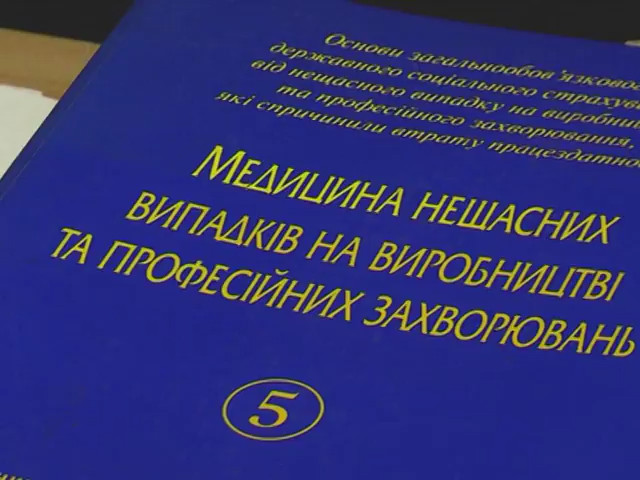 Основи загальнообов'язково
державного соціального страхув
від нещасного випадку на виробни
та професійного захворювання,
які спричинили втрату працездатно
МЕДИЦИНА НЕЩАСНИХ
ВИПАДКІВ НА ВИРОБНИЦТВІ
ТА ПРОФЕСІЙНИХ ЗАХВОРЮВАНЬ
5